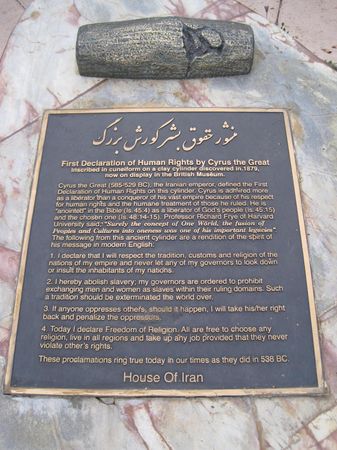 منشور حقوق بشر کورش بزرگ
First Declaration of Human Rights by Cyrus the Great
Inscribed in cuneiform on a clay cylinder discovered in 1879,
now on display in the British Museum.
Cyrus the Great (585-529 BC), the Iranian emperor, defined the First
Declaration of Human Rights on this cylinder. Cyrus is admired more
as a liberator than a conqueror of his vast empire because of his respect
for human rights and the humane treatment of those he ruled. He is
"anointed" in the Bible (Is.45:4) as a liberator of God's people (Is.45:15)
and the chosen one (Is.48:14-15). Professor Richard Frye of Harvard
University said: "Surely the concept of One World, the fusion of
Peoples and Cultures into oneness was one of his important legacies"
The following from this ancient cylinder are a rendition of the spirit of
his message in modern English:
1. I declare that I will respect the tradition, customs and religion of the
nations of my empire and never let any of my governors to look down
or insult the inhabitants of my nations.
2. I hereby abolish slavery; my governors are ordered to prohibit
exchanging men and women as slaves within their ruling domains. Such
a tradition should be exterminated the world over.
3. If anyone oppresses others, should it happen, I will take his/her right
back and penalize the oppressors.
4. Today I declare Freedom of Religion. All are free to choose any
religion, live in all regions and take up any job provided that they never
violate other's rights.
These proclamations ring true today in our times as they did in 538 BC.
House Of Iran